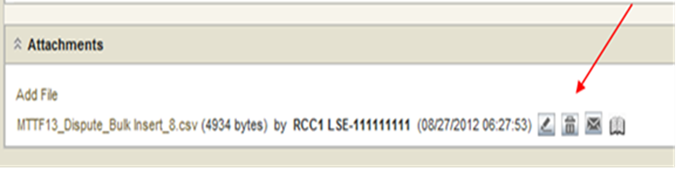 Attachments
Add File
MTTF13_Dispute_Bulk Insert_8.csv (4934 bytes) by RCC1 LSE-111111111 (08/27/2012 06:27:53)